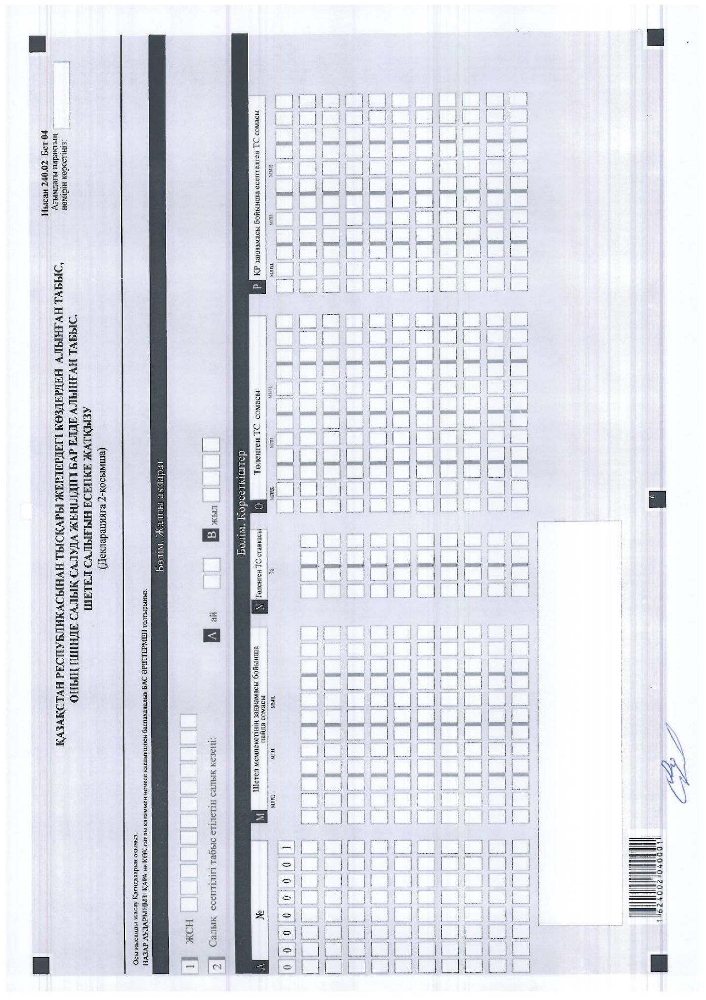 Нысан 240.02 Бет 04
Ағымдағы парақтың
нөмірін көрсетіңіз:
ҚАЗАҚСТАН РЕСПУБЛИКАСЫНАН ТЫСҚАРЫ ЖЕРЛЕРДЕГІ КӨЗДЕРДЕН АЛЫНҒАН ТАБЫС,
ОНЫҢ ІШІНДЕ САЛЫҚ САЛУДА ЖЕҢІЛДІГІ БАР ЕЛДЕ АЛЫНҒАН ТАБЫС.
ШЕТЕЛ САЛЫҒЫН ЕСЕПКЕ ЖАТҚЫЗУ
(Декларацияға 2-қосымша)
Осы нысанды жасау Қағидаларын оқыңыз.
НАЗАР АУДАРЫҢЫЗ! ҚАРА не КӨК сиялы қаламмен немесе қаламұшпен баспаханалық БАС ӘРІПТЕРМЕН толтырыңыз.
Бөлім. Жалпы ақпарат
1 ЖСН
2 Салық есептілігі табыс етілетін салық кезеңі: A ай B жыл
Бөлім. Көрсеткіштер
A № M Шетел мемлекетінің заңнамасы бойынша пайда сомасы N Төленген ТС ставкасы % O Төленген ТС сомасы P ҚР заңнамасы бойынша есептелген ТС сомасы
млрд. млн. мың млрд. млн. мың млрд. млн. мың
0 0 0 0 0 0 0 1
1 624002 040001